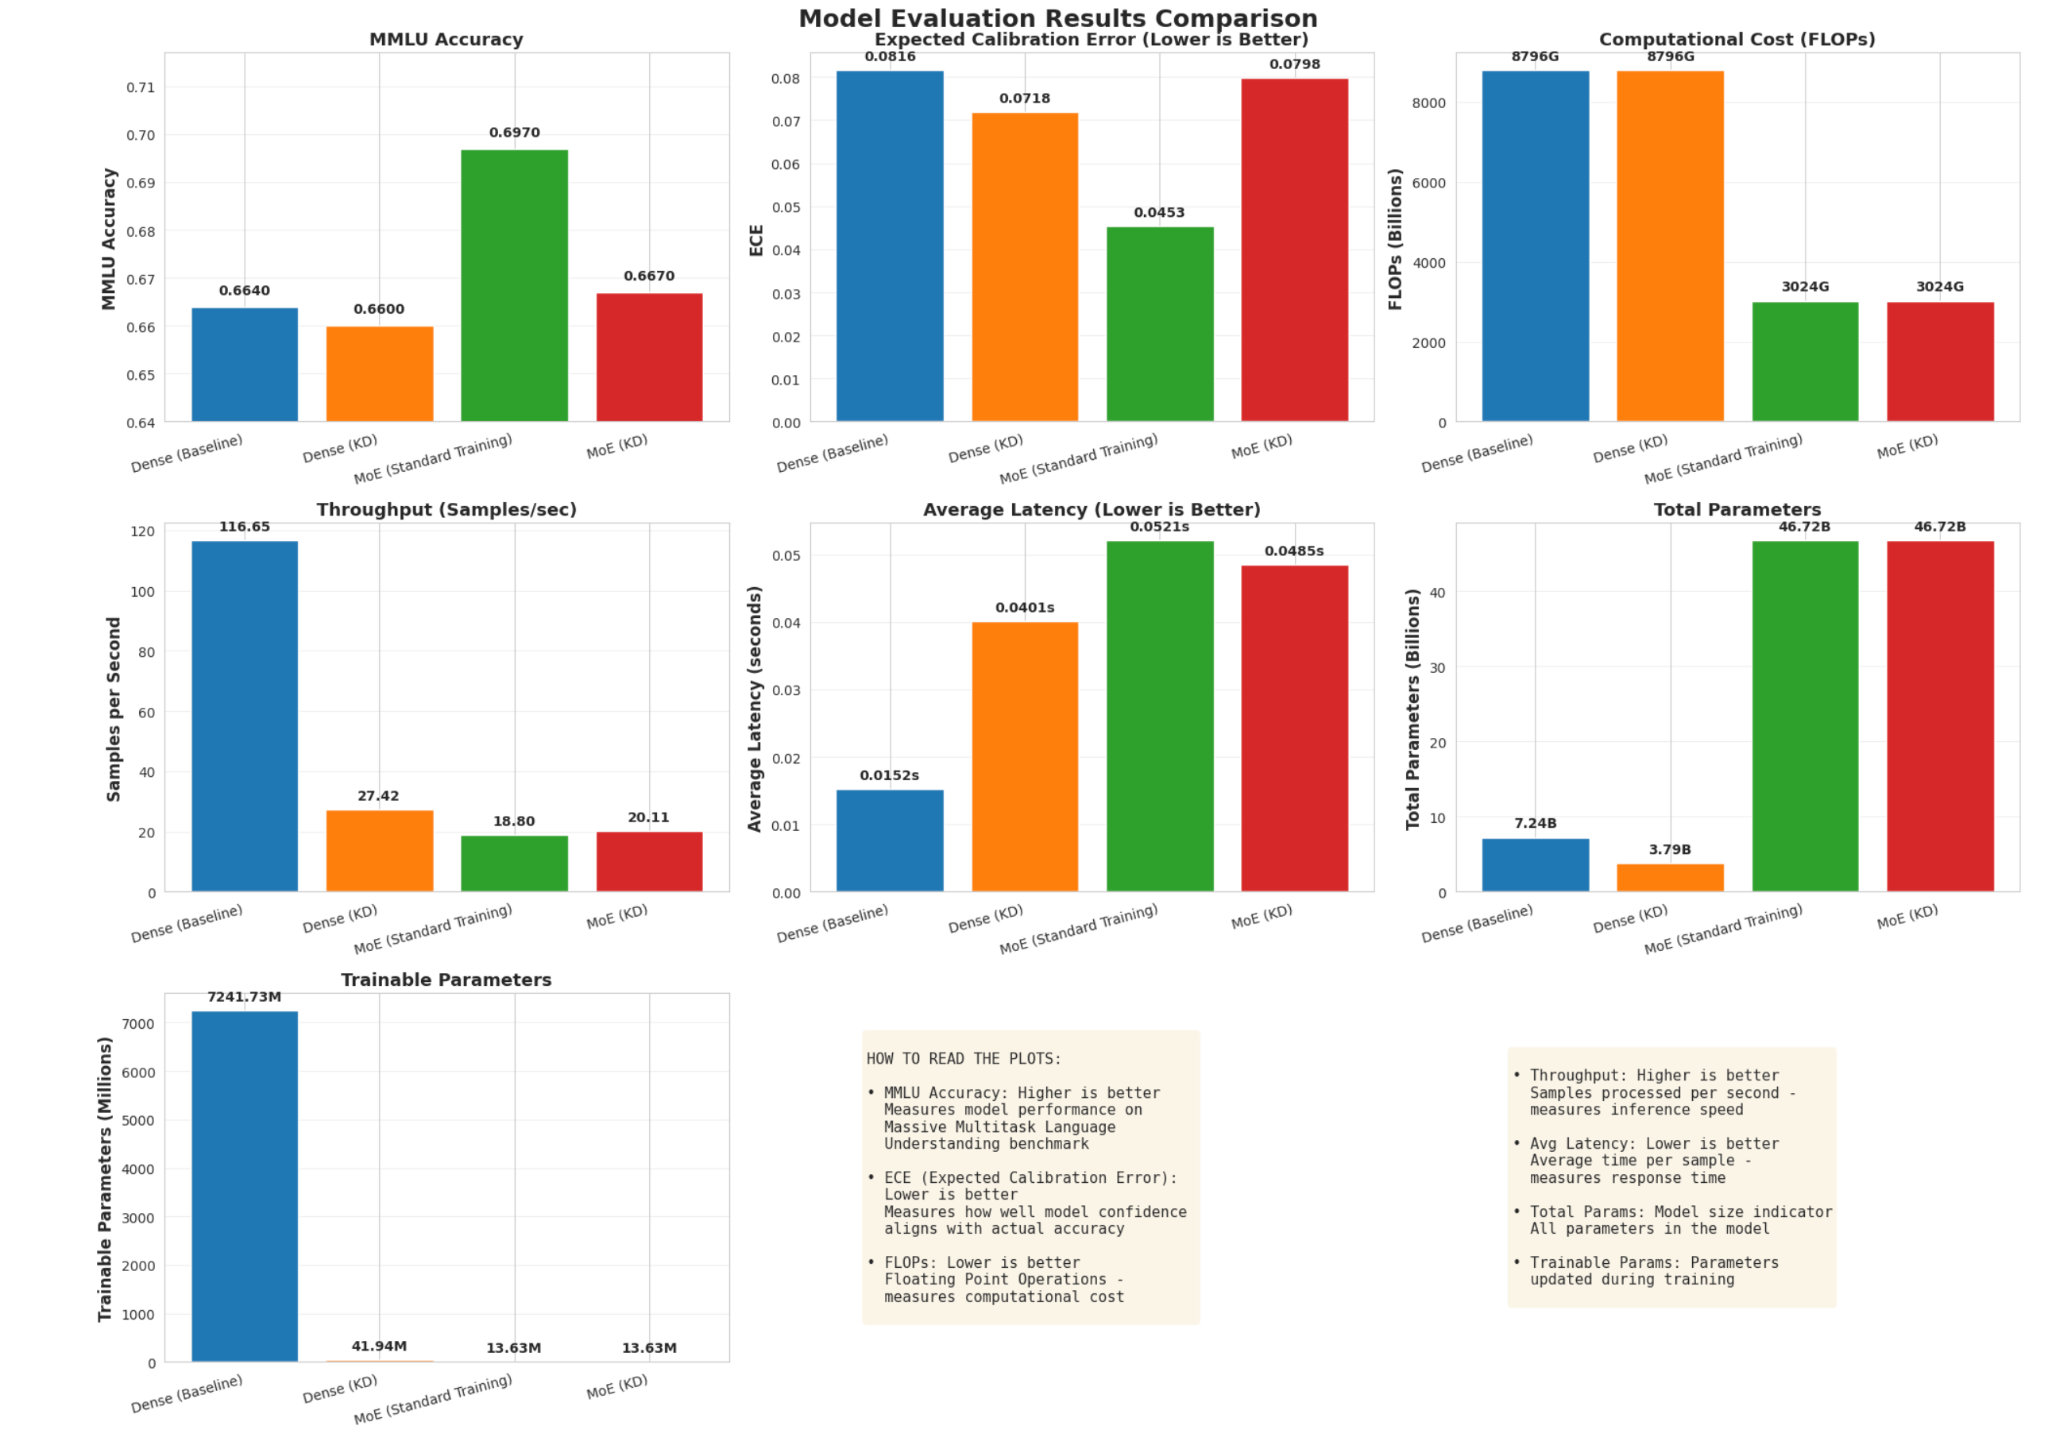 Model Evaluation Results Comparison
MMLU Accuracy
MMLU Accuracy
0.71
0.70
0.69
0.68
0.67
0.66
0.65
0.64
0.6640
0.6600
0.6970
0.6670
Dense (Baseline)
Dense (KD)
MoE (Standard Training)
MoE (KD)
Expected Calibration Error (Lower is Better)
ECE
0.08
0.07
0.06
0.05
0.04
0.03
0.02
0.01
0.00
0.0816
0.0718
0.0453
0.0798
Dense (Baseline)
Dense (KD)
MoE (Standard Training)
MoE (KD)
Computational Cost (FLOPs)
FLOPs (Billions)
8000
6000
4000
2000
0
8796G
8796G
3024G
3024G
Dense (Baseline)
Dense (KD)
MoE (Standard Training)
MoE (KD)
Throughput (Samples/sec)
Samples per Second
120
100
80
60
40
20
0
116.65
27.42
18.80
20.11
Dense (Baseline)
Dense (KD)
MoE (Standard Training)
MoE (KD)
Average Latency (Lower is Better)
Average Latency (seconds)
0.05
0.04
0.03
0.02
0.01
0.00
0.0152s
0.0401s
0.0521s
0.0485s
Dense (Baseline)
Dense (KD)
MoE (Standard Training)
MoE (KD)
Total Parameters
Total Parameters (Billions)
40
30
20
10
0
7.24B
3.79B
46.72B
46.72B
Dense (Baseline)
Dense (KD)
MoE (Standard Training)
MoE (KD)
Trainable Parameters
Trainable Parameters (Millions)
7000
6000
5000
4000
3000
2000
1000
0
7241.73M
41.94M
13.63M
13.63M
Dense (Baseline)
Dense (KD)
MoE (Standard Training)
MoE (KD)
HOW TO READ THE PLOTS:
• MMLU Accuracy: Higher is better
Measures model performance on
Massive Multitask Language
Understanding benchmark
• ECE (Expected Calibration Error):
Lower is better
Measures how well model confidence
aligns with actual accuracy
• FLOPs: Lower is better
Floating Point Operations -
measures computational cost
• Throughput: Higher is better
Samples processed per second -
measures inference speed
• Avg Latency: Lower is better
Average time per sample -
measures response time
• Total Params: Model size indicator
All parameters in the model
• Trainable Params: Parameters
updated during training